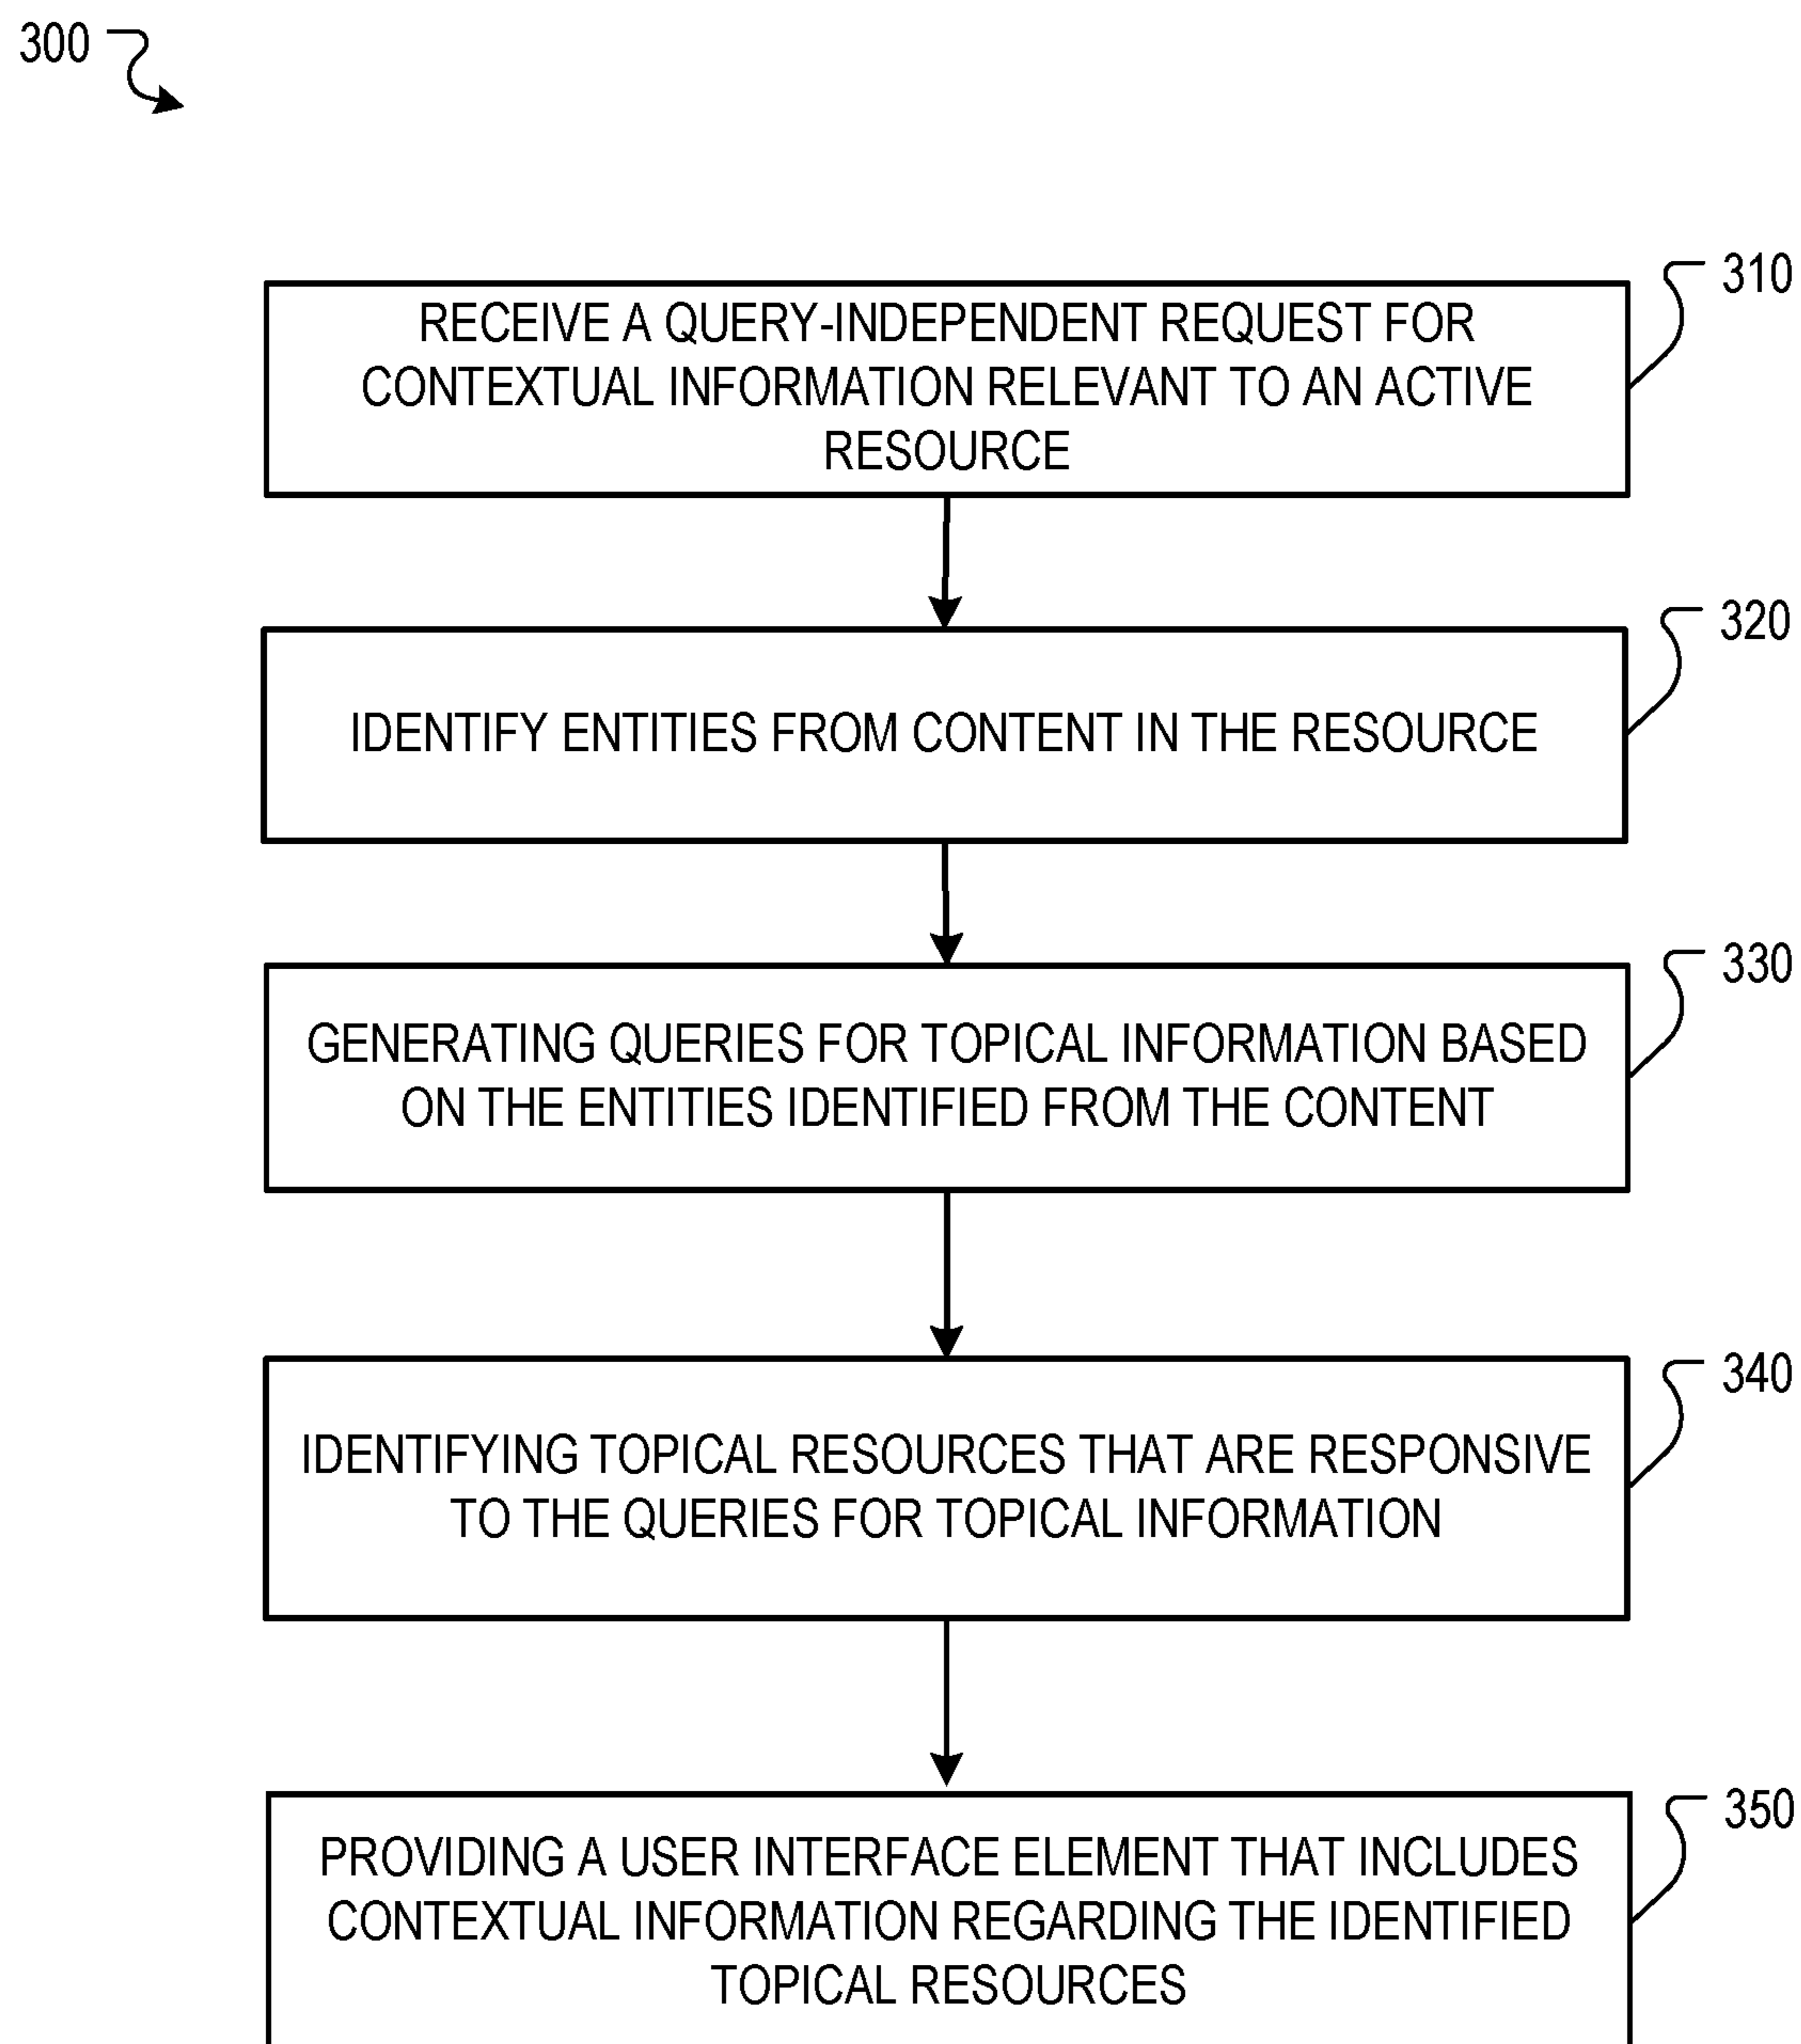 300
310
RECEIVE A QUERY-INDEPENDENT REQUEST FOR
CONTEXTUAL INFORMATION RELEVANT TO AN ACTIVE
RESOURCE
320
IDENTIFY ENTITIES FROM CONTENT IN THE RESOURCE
330
GENERATING QUERIES FOR TOPICAL INFORMATION BASED
ON THE ENTITIES IDENTIFIED FROM THE CONTENT
340
IDENTIFYING TOPICAL RESOURCES THAT ARE RESPONSIVE
TO THE QUERIES FOR TOPICAL INFORMATION
350
PROVIDING A USER INTERFACE ELEMENT THAT INCLUDES
CONTEXTUAL INFORMATION REGARDING THE IDENTIFIED
TOPICAL RESOURCES